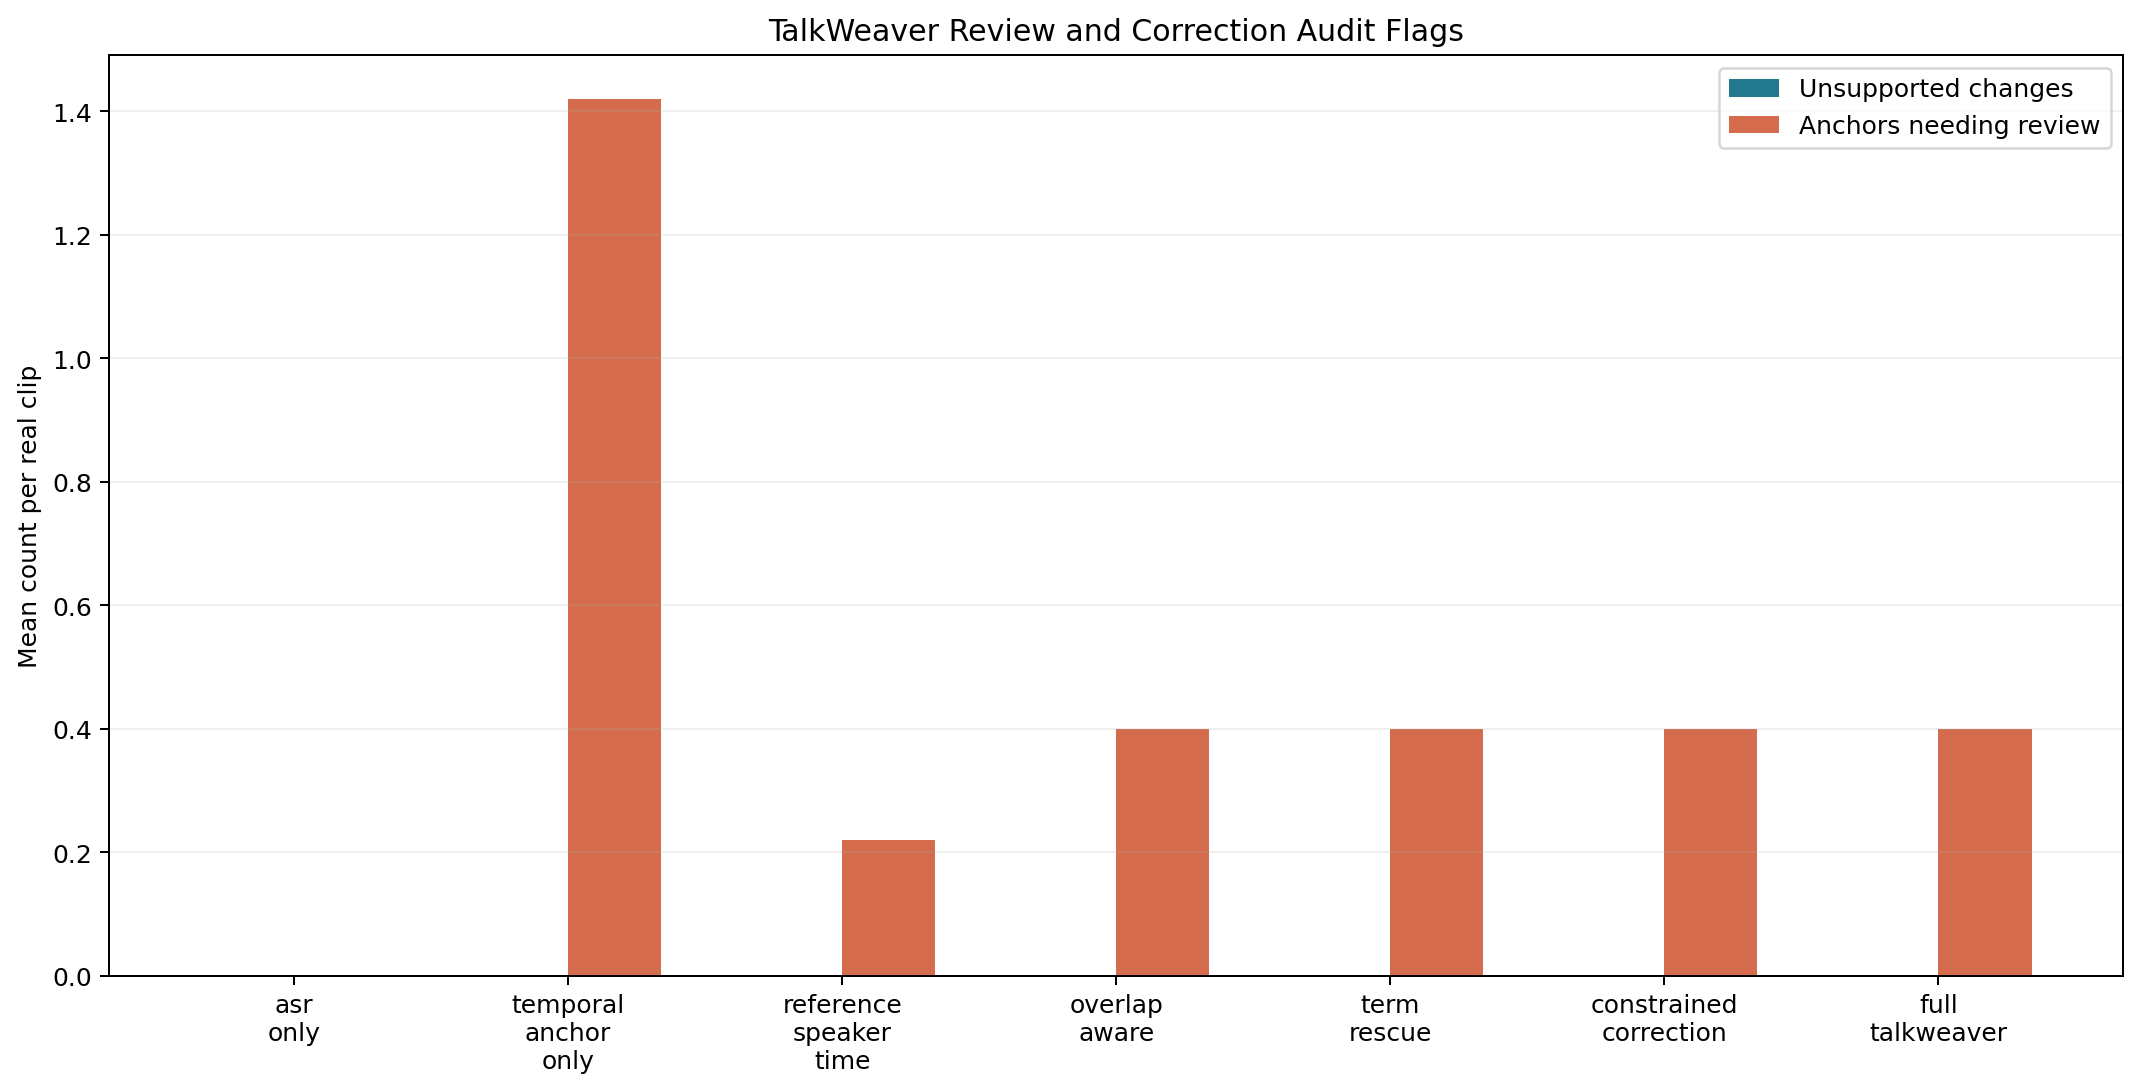 TalkWeaver Review and Correction Audit Flags
Unsupported changes
Anchors needing review
Mean count per real clip
1.4
1.2
1.0
0.8
0.6
0.4
0.2
0.0
asr
only
temporal
anchor
only
reference
speaker
time
overlap
aware
term
rescue
constrained
correction
full
talkweaver